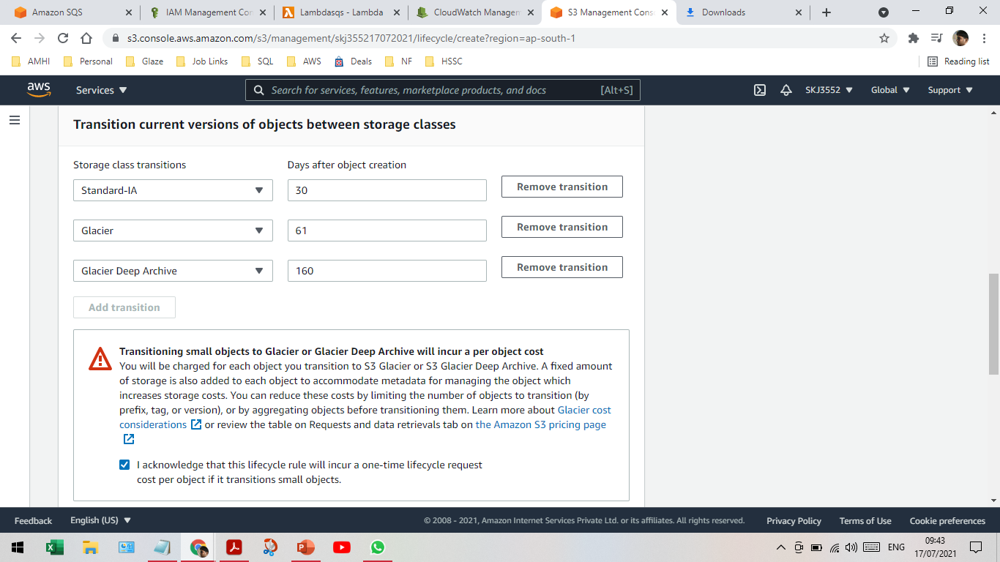 Amazon SQS
IAM Management Con
Lambdasqs - Lambda
CloudWatch Managem
S3 Management Cons
Downloads
s3.console.aws.amazon.com/s3/management/skj355217072021/lifecycle/create?region=ap-south-1
AMHI
Personal
Glaze
Job Links
SQL
AWS
Deals
NF
HSSC
Reading list
aws
Services
Search for services, features, marketplace products, and docs
[Alt+S]
SKJ3552
Global
Support
Transition current versions of objects between storage classes
Storage class transitions
Days after object creation
Standard-IA
30
Remove transition
Glacier
61
Remove transition
Glacier Deep Archive
160
Remove transition
Add transition
Transitioning small objects to Glacier or Glacier Deep Archive will incur a per object cost
You will be charged for each object you transition to S3 Glacier or S3 Glacier Deep Archive. A fixed amount
of storage is also added to each object to accommodate metadata for managing the object which
increases storage costs. You can reduce these costs by limiting the number of objects to transition (by
prefix, tag, or version), or by aggregating objects before transitioning them. Learn more about Glacier cost
considerations or review the table on Requests and data retrievals tab on the Amazon S3 pricing page
I acknowledge that this lifecycle rule will incur a one-time lifecycle request
cost per object if it transitions small objects.
Feedback
English (US)
© 2008 - 2021, Amazon Internet Services Private Ltd. or its affiliates. All rights reserved.
Privacy Policy
Terms of Use
Cookie preferences
ENG
09:43
17/07/2021